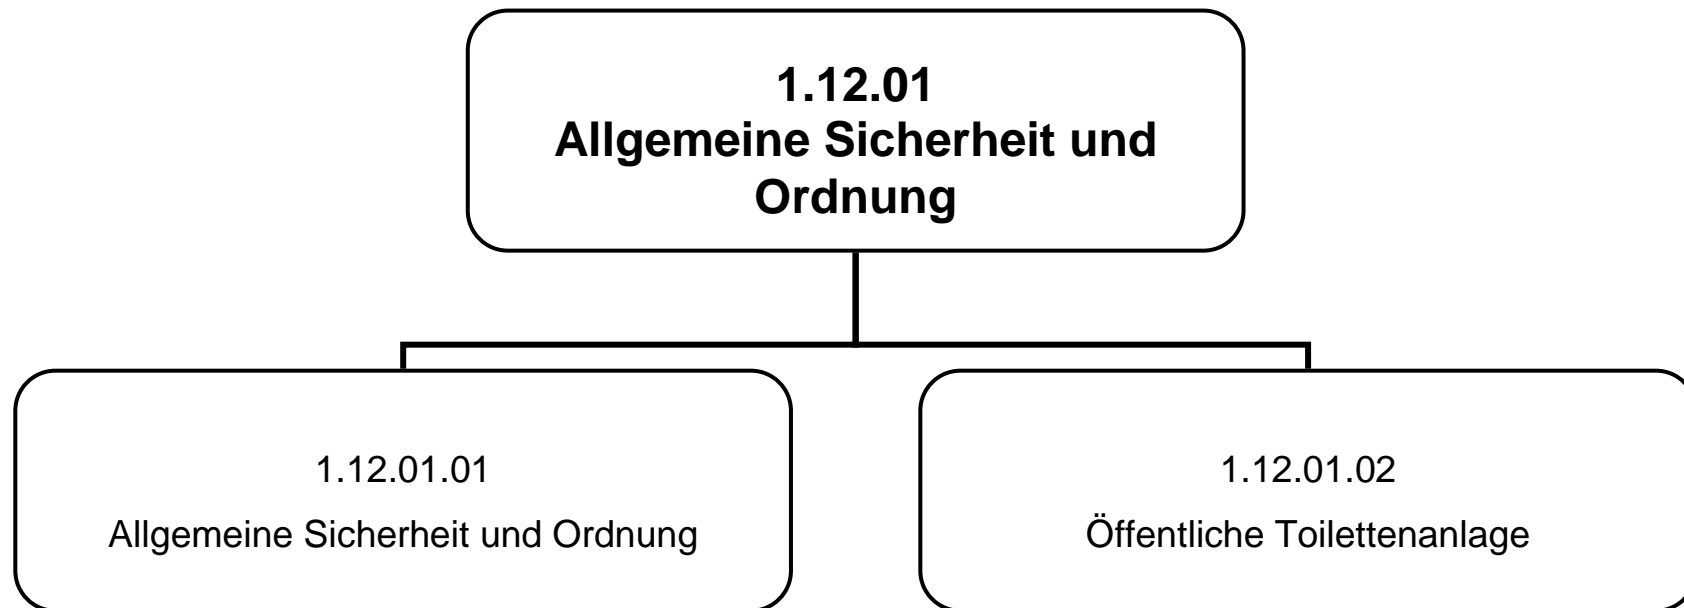 1.12.01
Allgemeine Sicherheit und
Ordnung
1.12.01.01
Allgemeine Sicherheit und Ordnung
1.12.01.02
Öffentliche Toilettenanlage